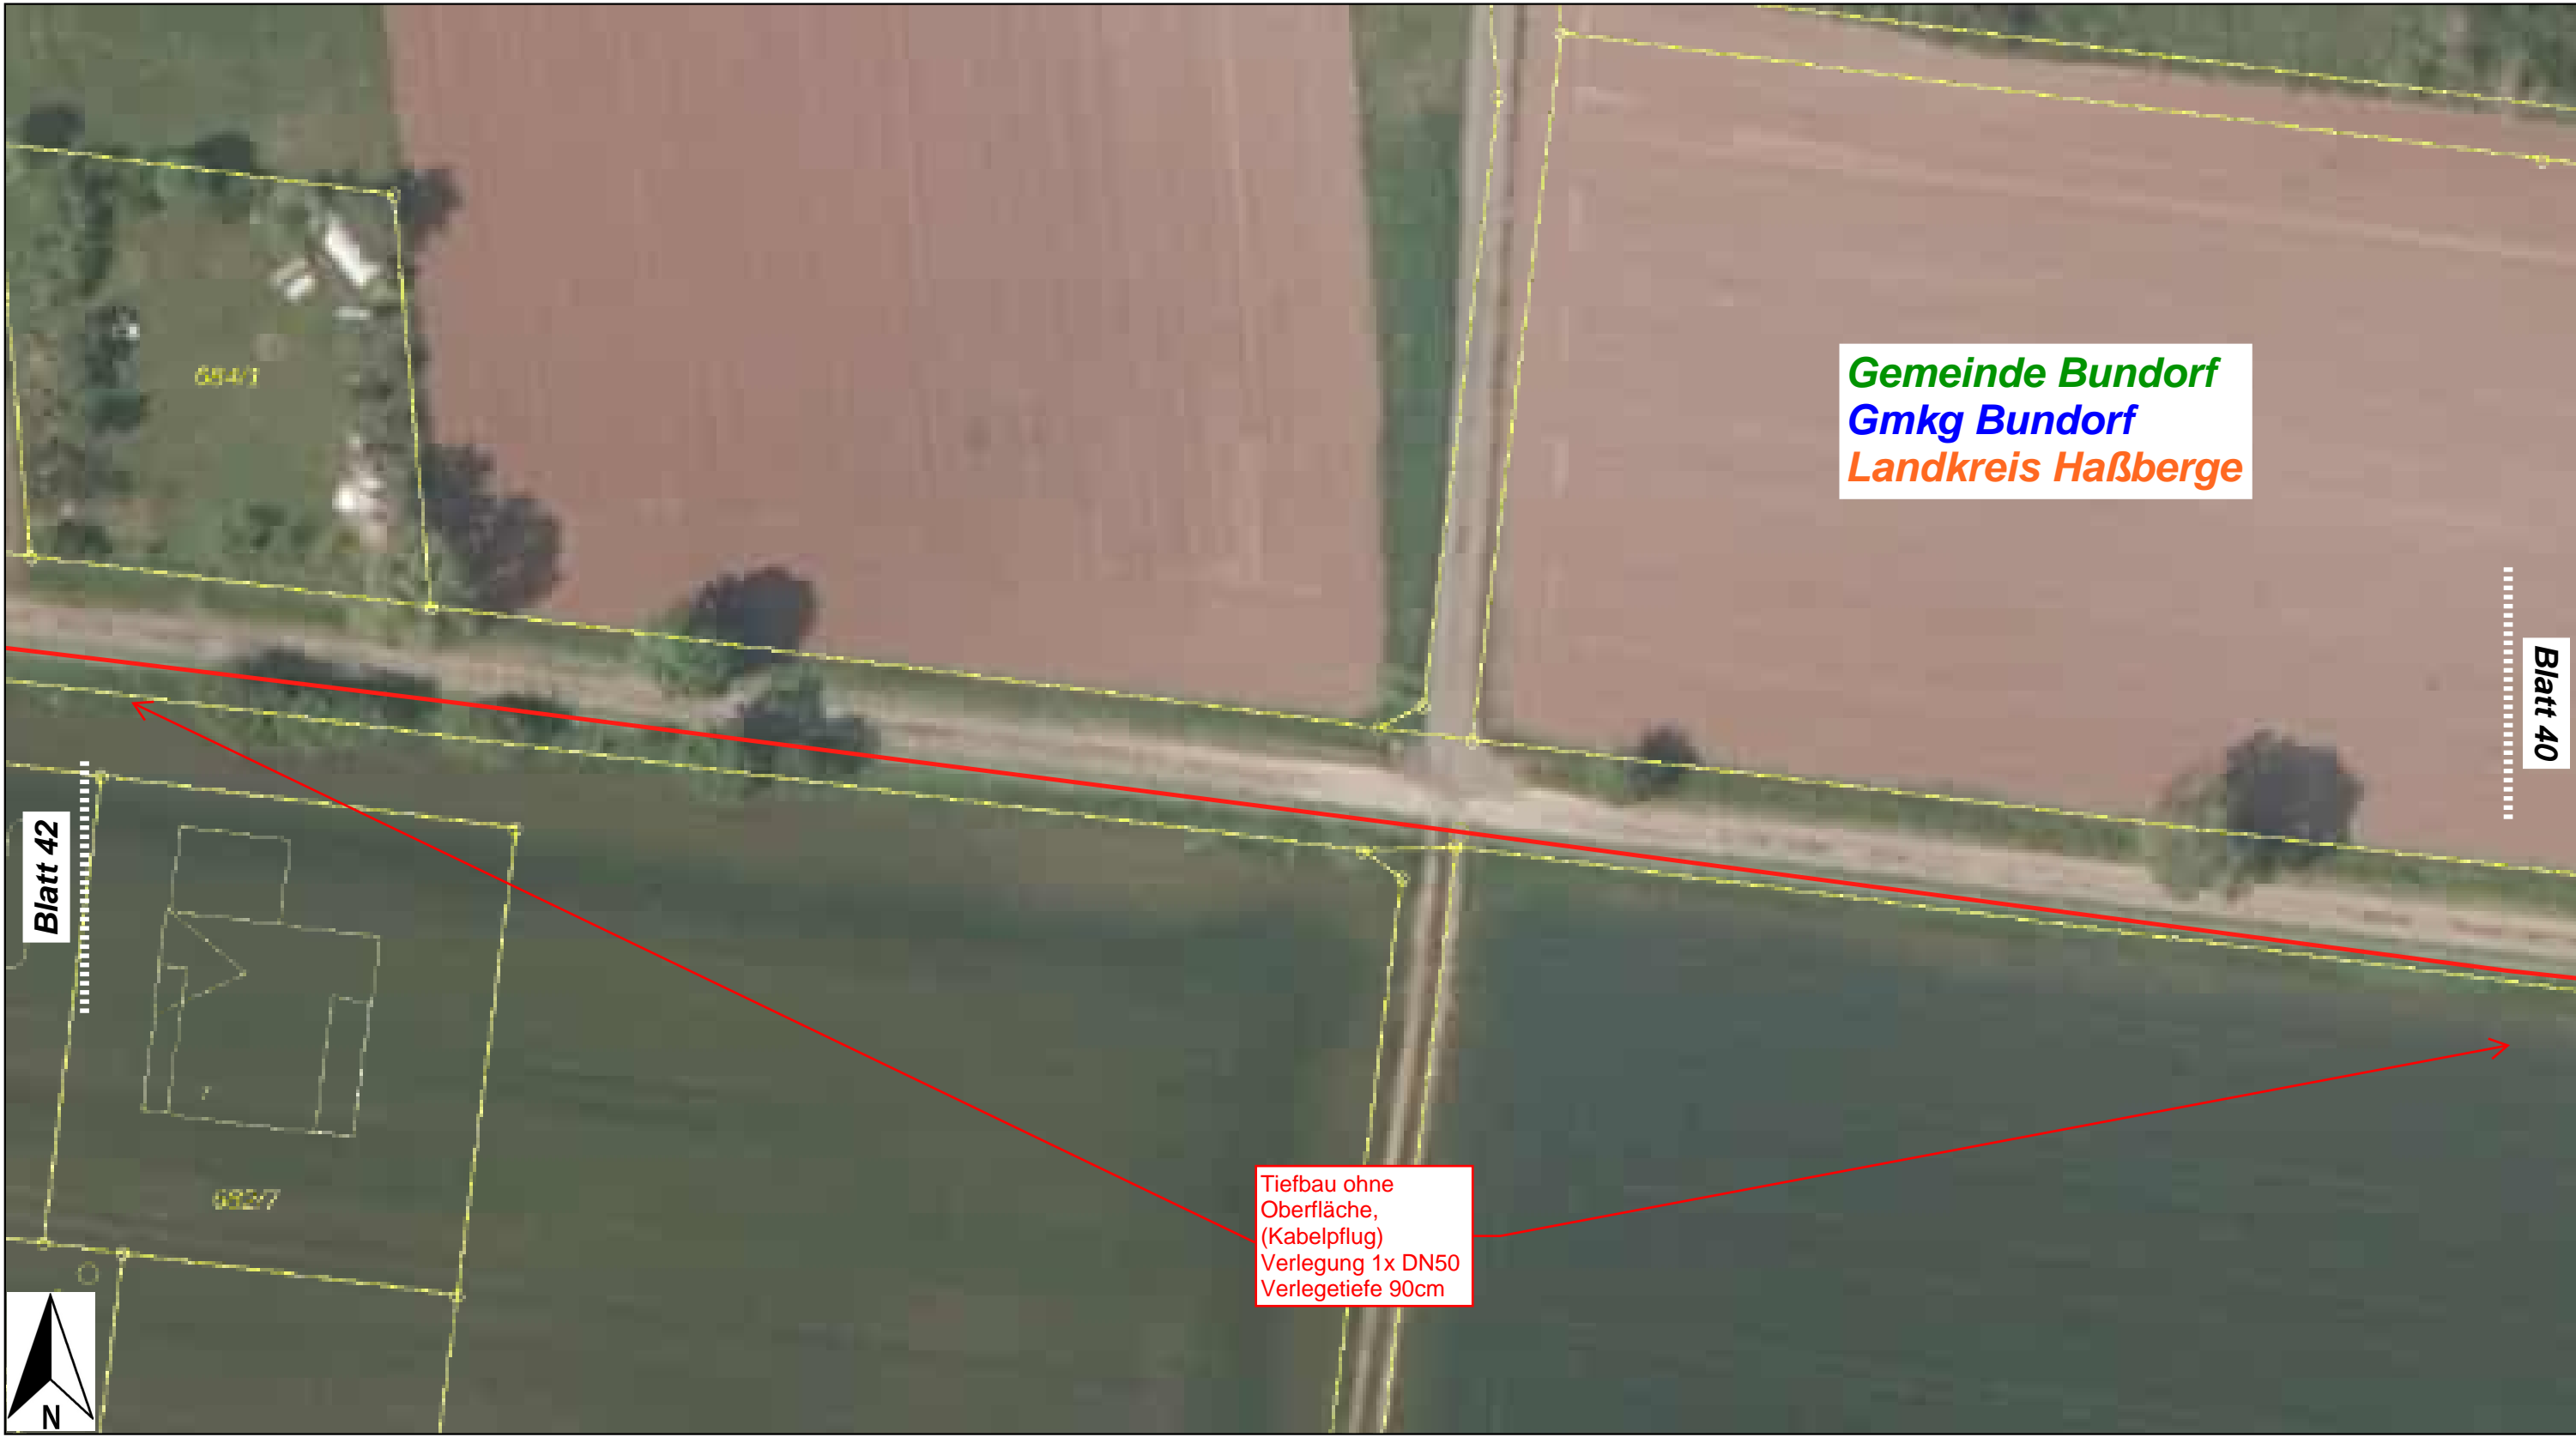 684/1
Gemeinde Bundorf
Gmkg Bundorf
Landkreis Haßberge
Blatt 40
Blatt 42
682/7
Tiefbau ohne
Oberfläche,
(Kabelpflug)
Verlegung 1x DN50
Verlegetiefe 90cm
N